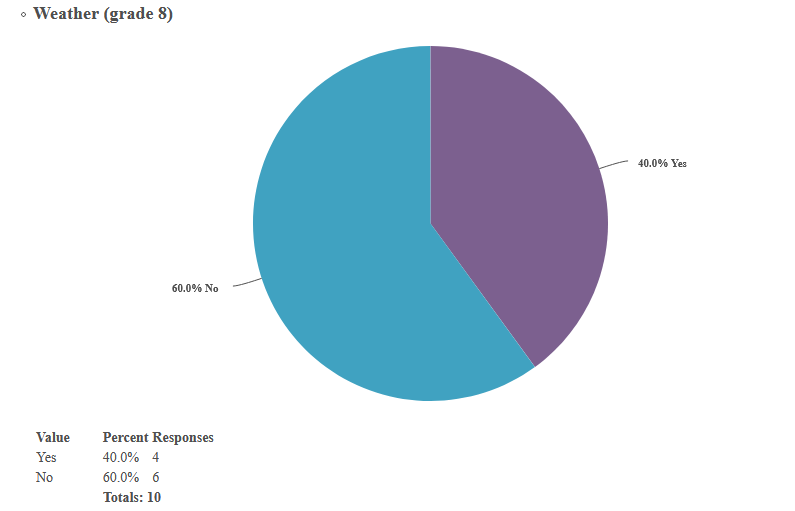 Weather (grade 8)
40.0% Yes
60.0% No
Value Percent Responses
Yes 40.0% 4
No 60.0% 6
Totals: 10